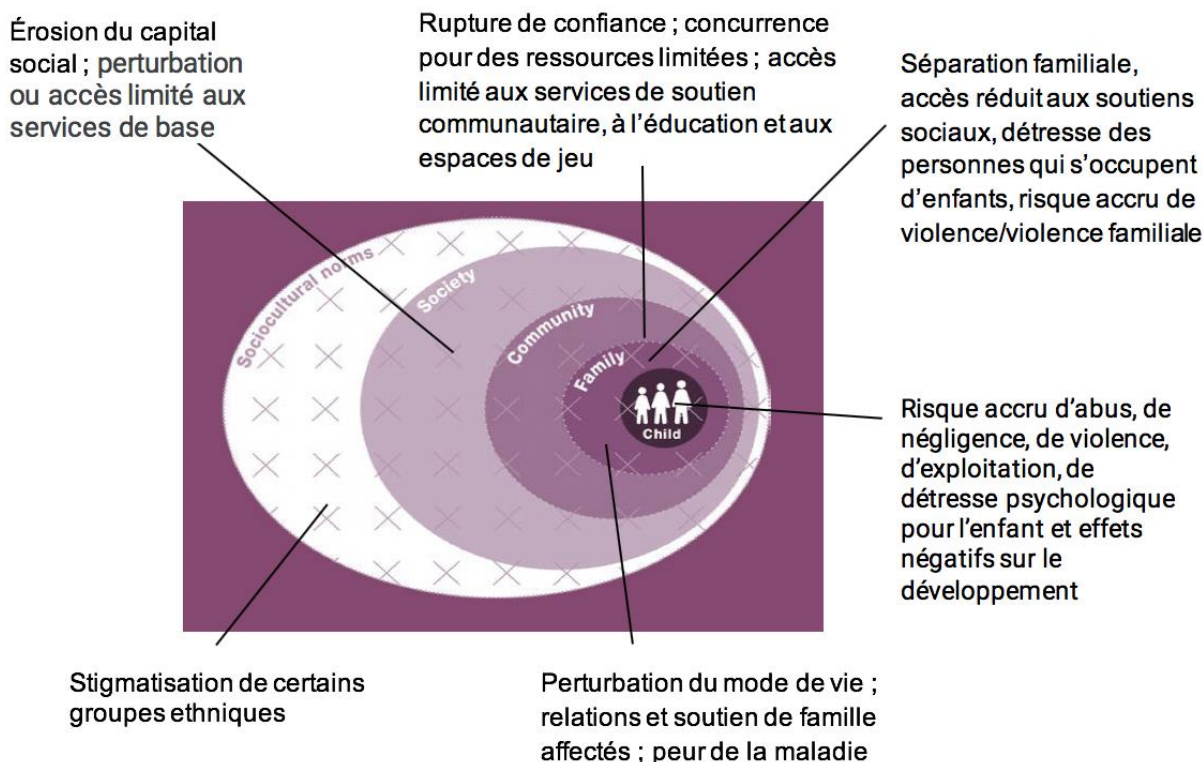 Érosion du capital
social ; perturbation
ou accès limité aux
services de base
Rupture de confiance ; concurrence
pour des ressources limitées ; accès
limité aux services de soutien
communautaire, à l’éducation et aux
espaces de jeu
Séparation familiale,
accès réduit aux soutiens
sociaux, détresse des
personnes qui s’occupent
d’enfants, risque accru de
violence/violence familiale
Sociocultural norms
Society
Community
Family
Child
Risque accru d’abus, de
négligence, de violence,
d’exploitation, de
détresse psychologique
pour l’enfant et effets
négatifs sur le
développement
Stigmatisation de certains
groupes ethniques
Perturbation du mode de vie ;
relations et soutien de famille
affectés ; peur de la maladie